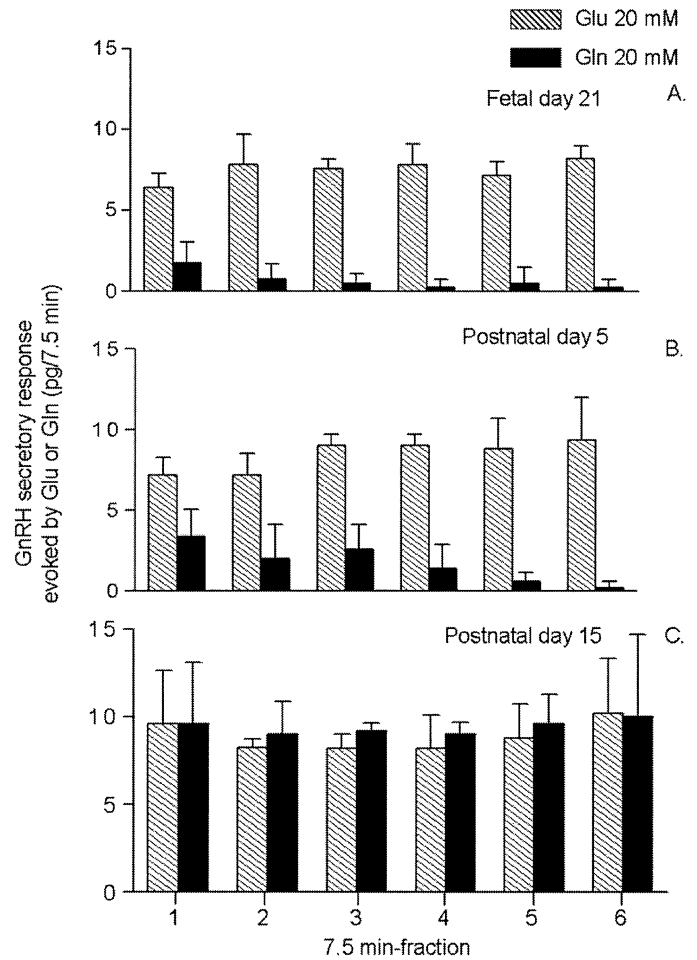 Glu 20 mM
Gln 20 mM
Fetal day 21
A.
15
10
5
0
Postnatal day 5
B.
15
10
5
0
GnRH secretory response
evoked by Glu or Gln (pg/7.5 min)
Postnatal day 15
C.
15
10
5
0
1 2 3 4 5 6
7.5 min-fraction